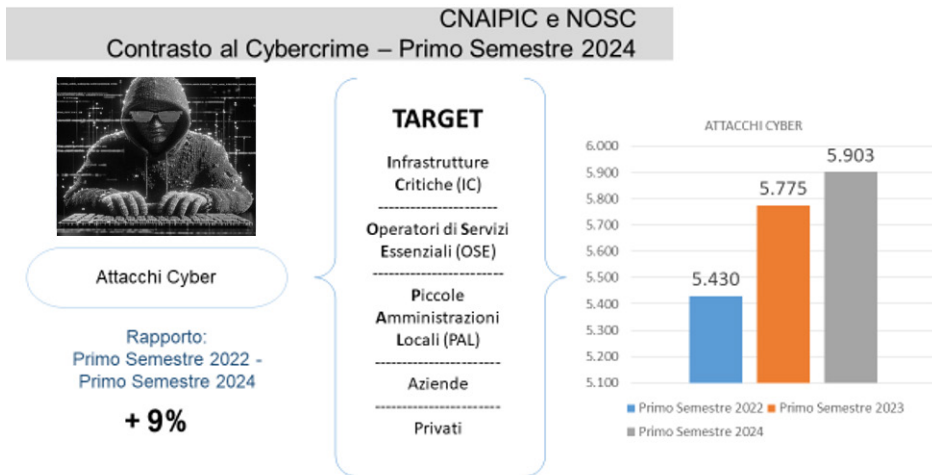 CNAIPIC e NOSC
Contrasto al Cybercrime – Primo Semestre 2024
Attacchi Cyber
Rapporto:
Primo Semestre 2022 -
Primo Semestre 2024
+ 9%
TARGET
Infrastrutture
Critiche (IC)
------------------------
Operatori di Servizi
Essenziali (OSE)
--------------------------
Piccole
Amministrazioni
Locali (PAL)
-------------------------
Aziende
-------------------------
Privati
ATTACCHI CYBER
6.000
5.900
5.800
5.700
5.600
5.500
5.400
5.300
5.200
5.100
5.430
5.775
5.903
Primo Semestre 2022 Primo Semestre 2023
Primo Semestre 2024